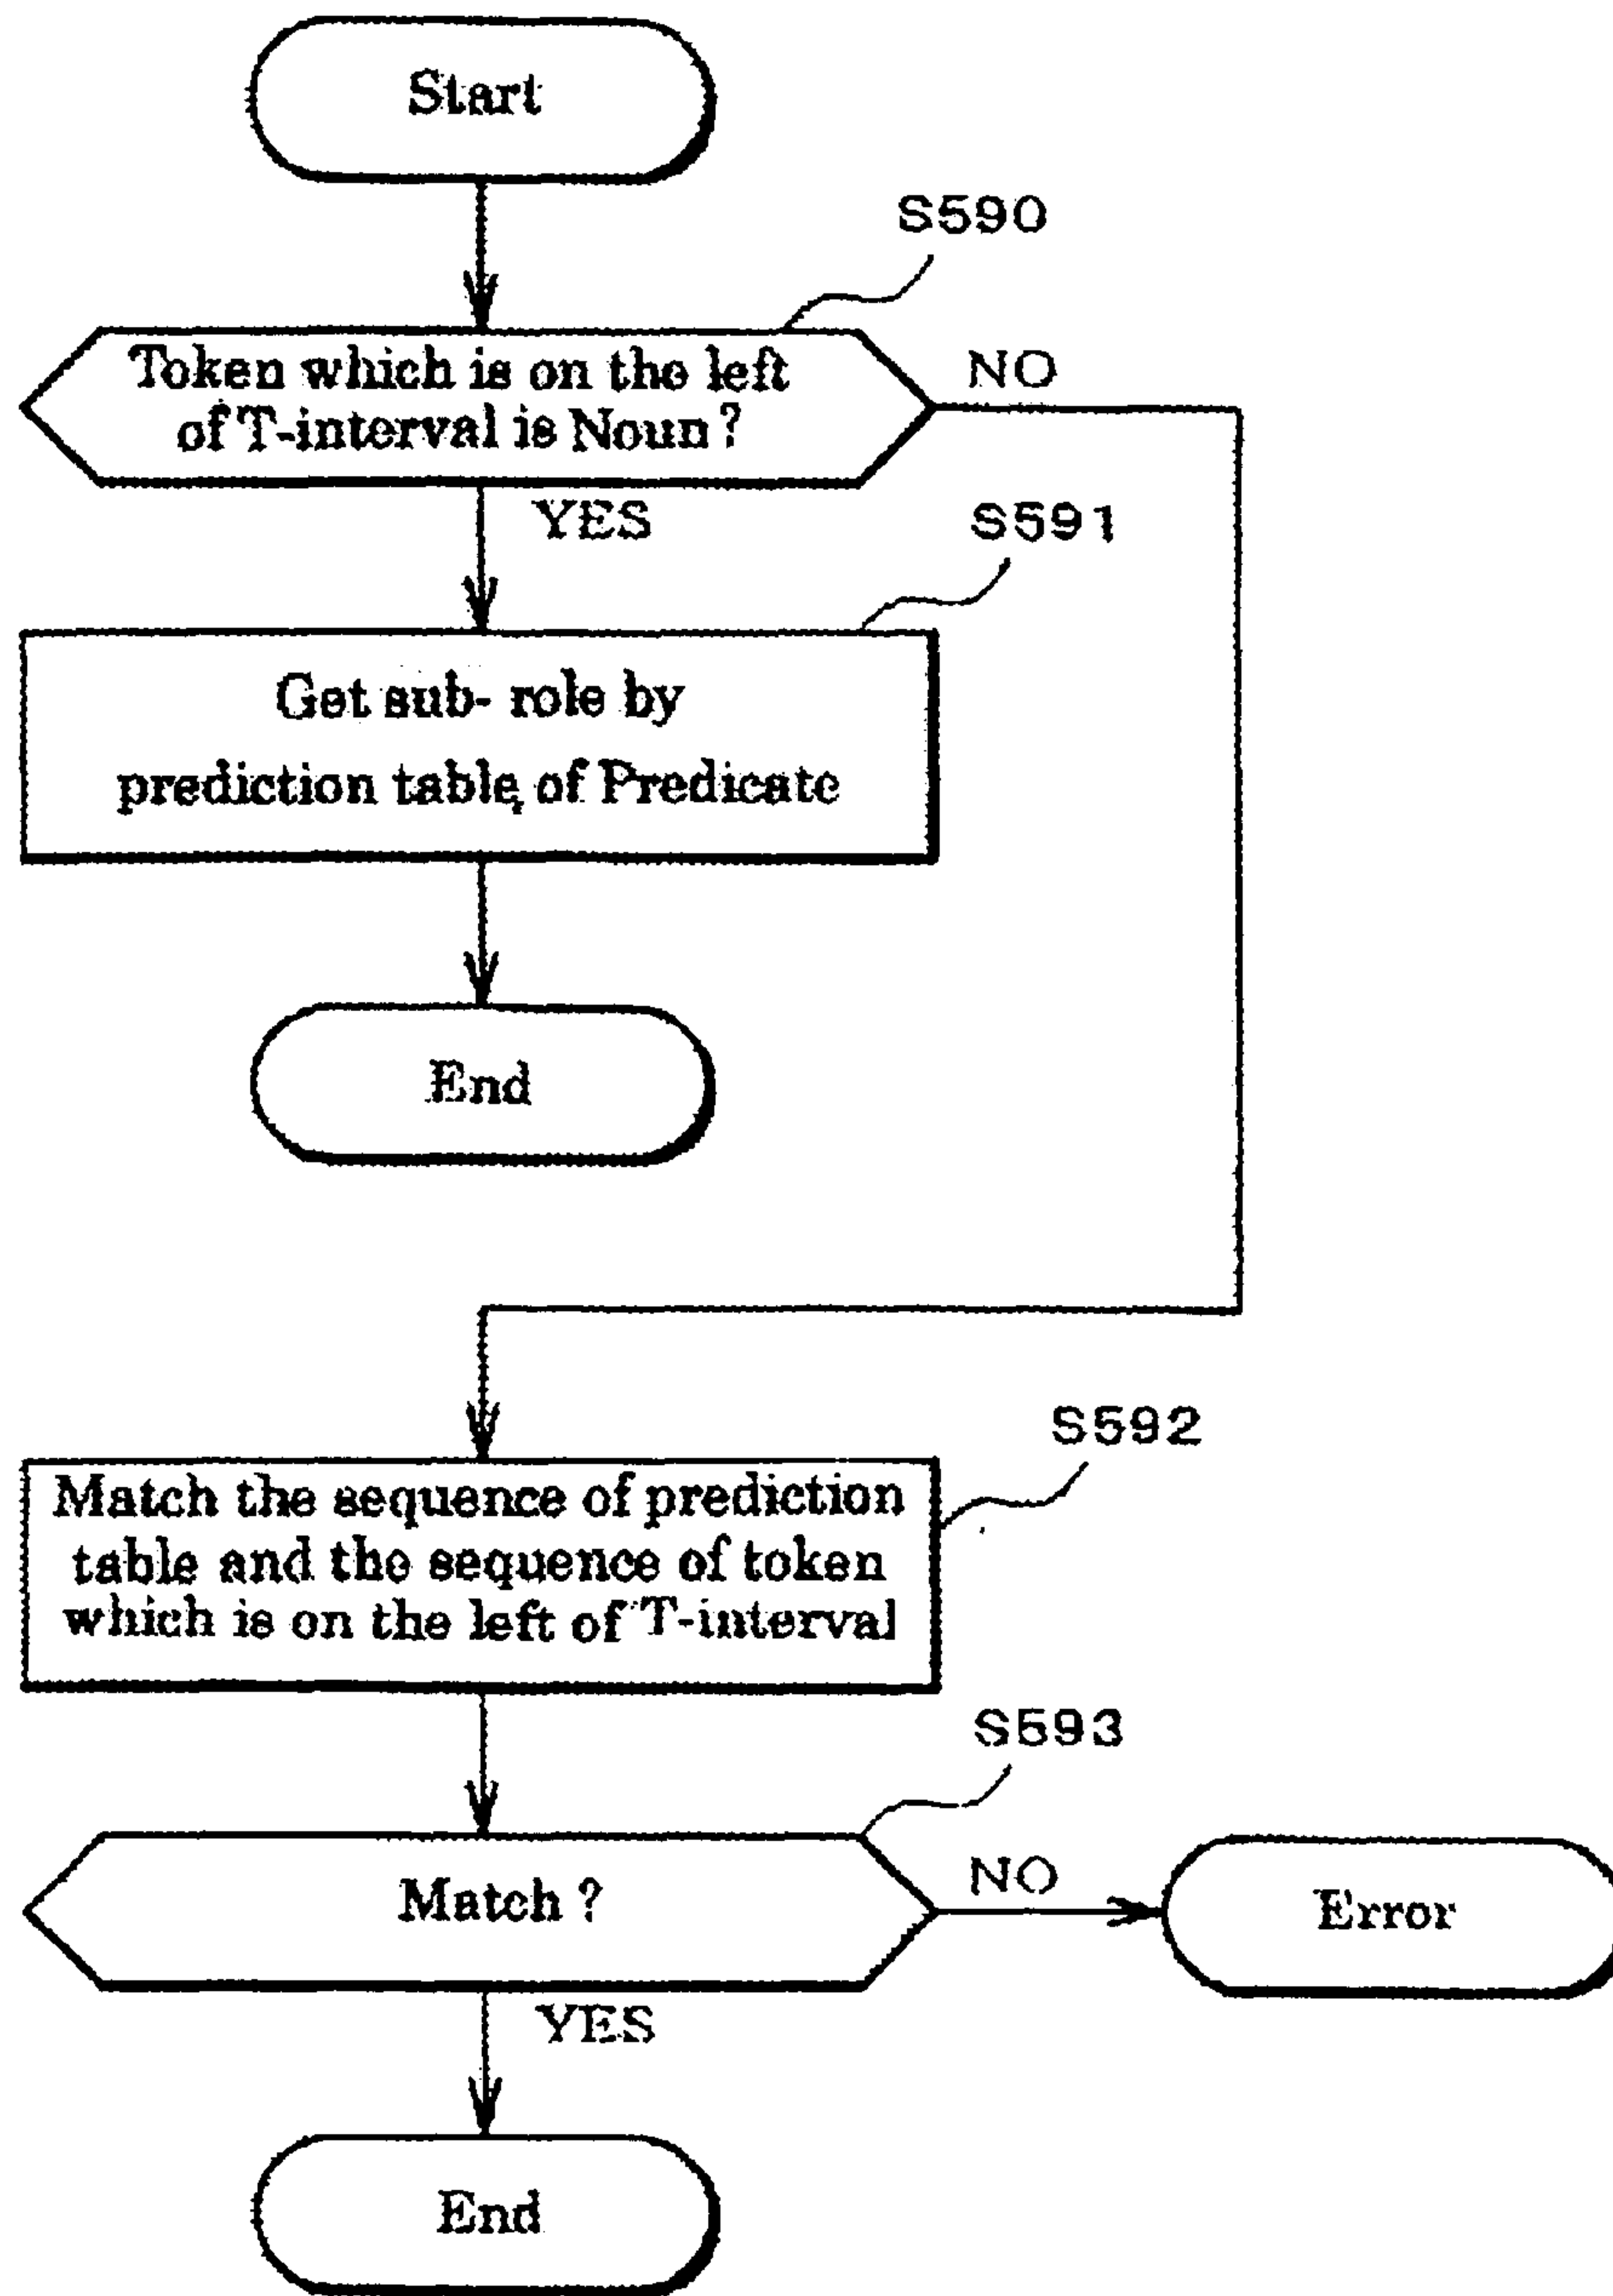 Start
S590
Token which is on the left
of T-interval is Noun?
NO
YES
S591
Get sub- role by
prediction table of Predicate
End
S592
Match the sequence of prediction
table and the sequence of token
which is on the left of T-interval
S593
Match ?
NO
Error
YES
End